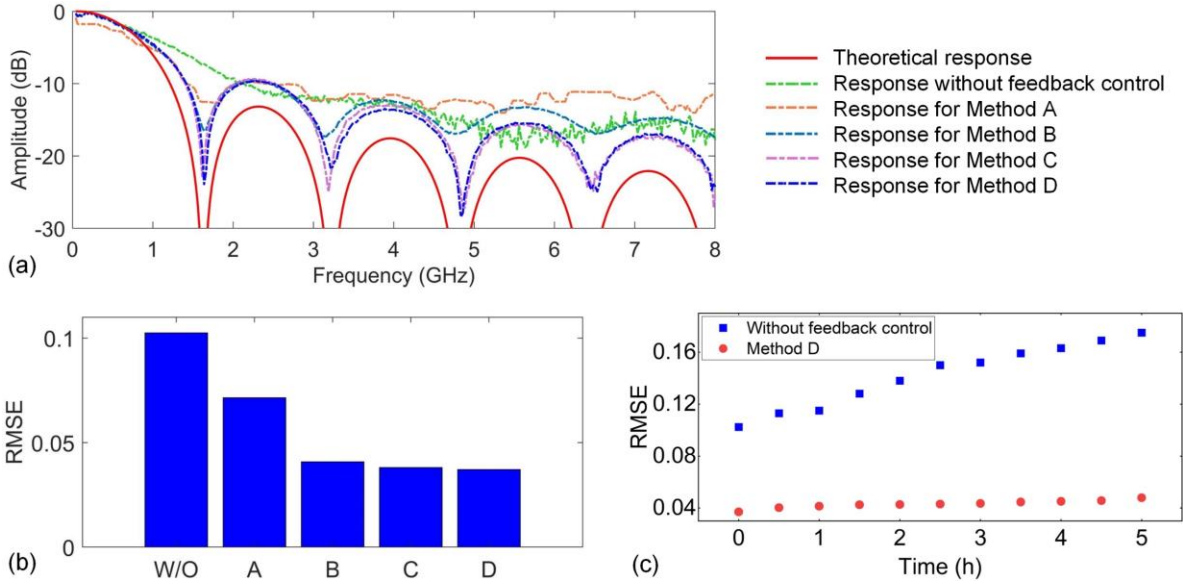 0
-10
-20
-30
Amplitude (dB)
0 1 2 3 4 5 6 7 8
Frequency (GHz)
(a)
Theoretical response
Response without feedback control
Response for Method A
Response for Method B
Response for Method C
Response for Method D
0.1
0.05
0
RMSE
W/O A B C D
(b)
Without feedback control
Method D
0.16
0.12
0.08
0.04
RMSE
0 1 2 3 4 5
Time (h)
(c)